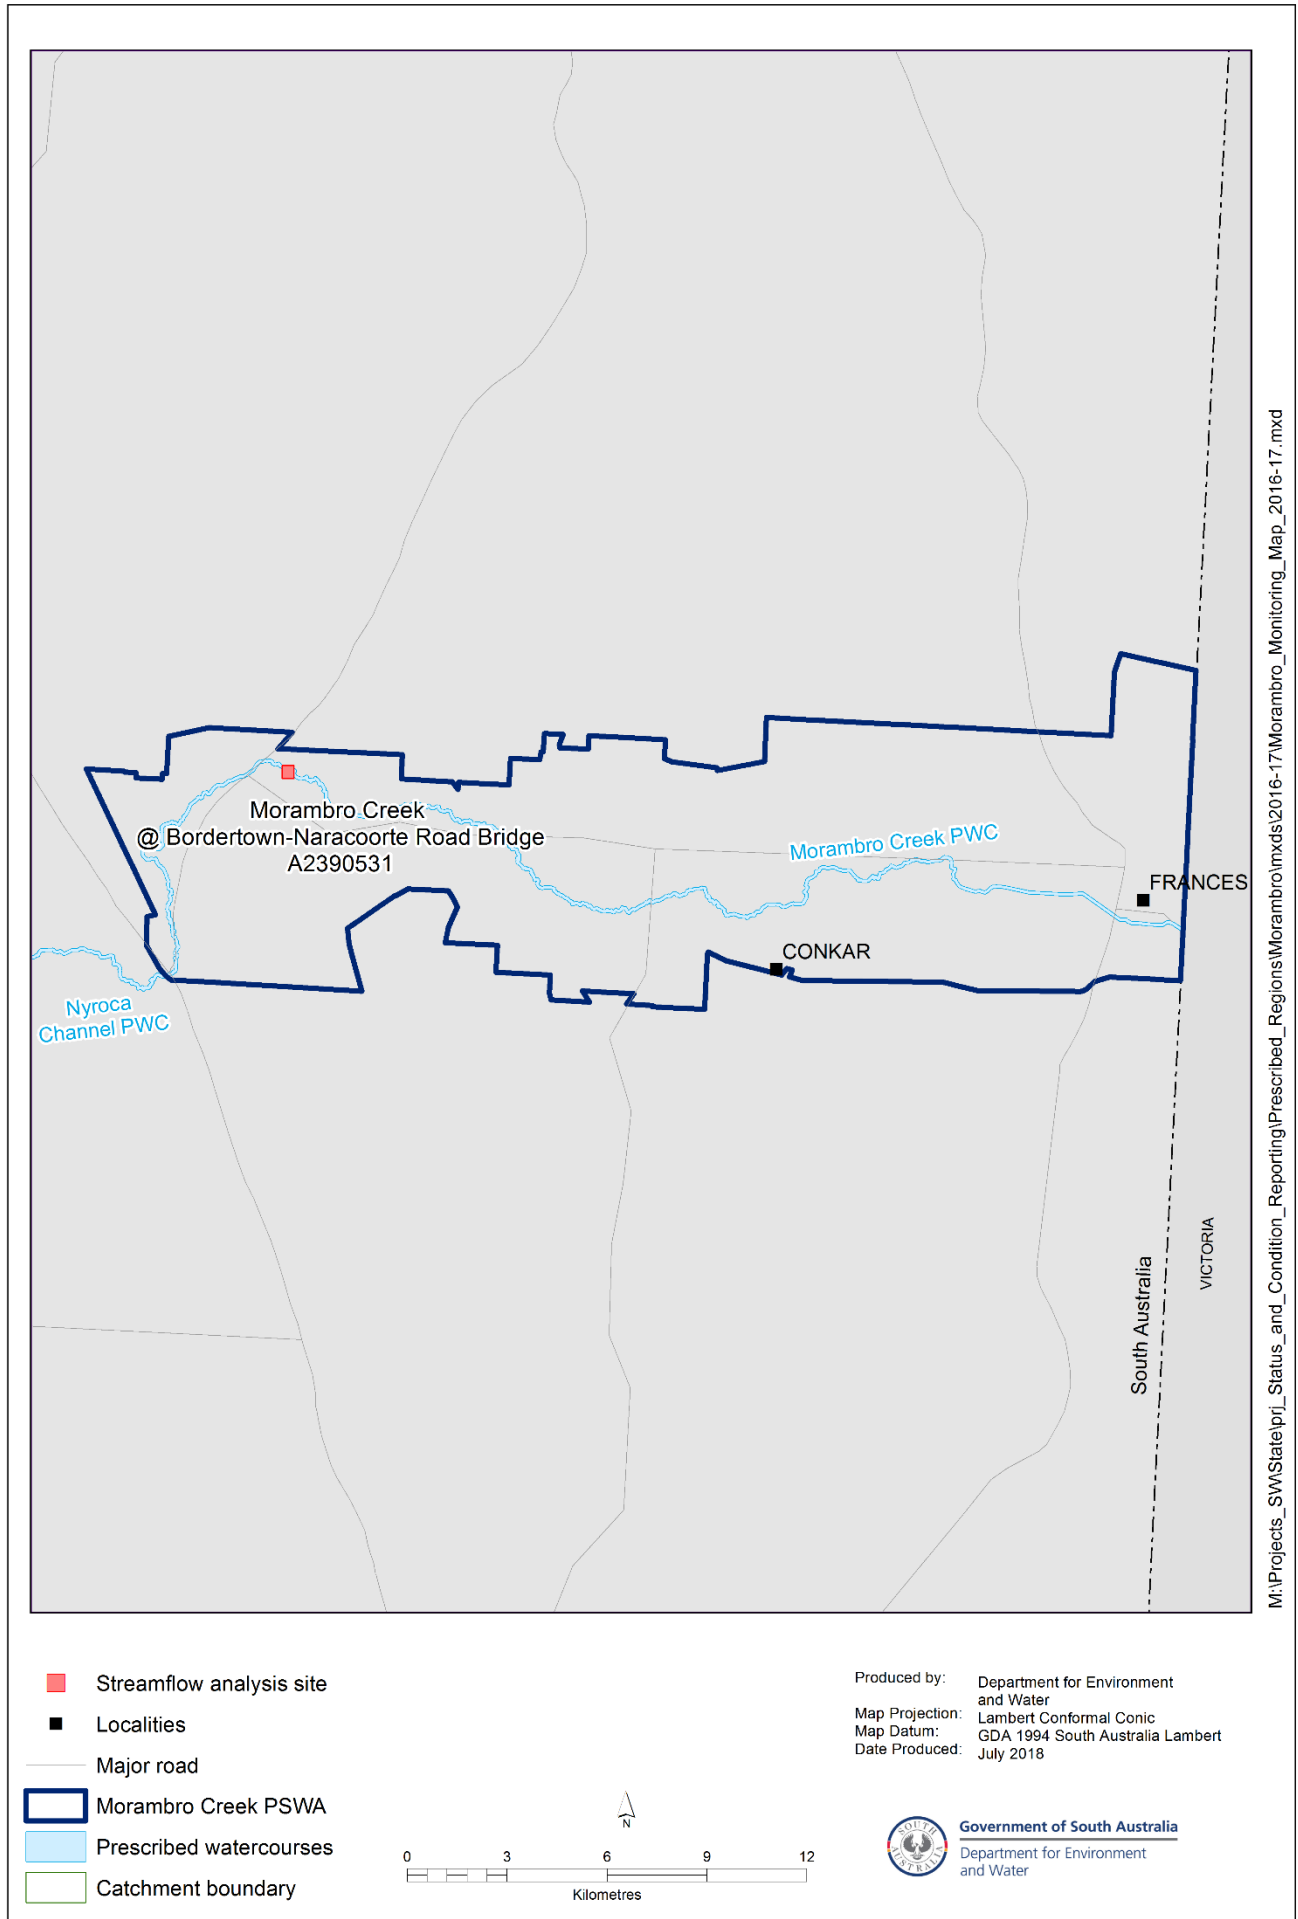 Morambro Creek
@ Bordertown-Naracoorte Road Bridge
A2390531
Morambro Creek PWC
FRANCES
CONKAR
Nyroca
Channel PWC
South Australia
VICTORIA
M:\Projects_SW\State\prj_Status_and_Condition_Reporting\Prescribed_Regions\Morambro\mxds\2016-17\Morambro_Monitoring_Map_2016-17.mxd
Streamflow analysis site
Localities
Major road
Morambro Creek PSWA
Prescribed watercourses
Catchment boundary
N
0 3 6 9 12
Kilometres
Produced by: Department for Environment
and Water
Map Projection: Lambert Conformal Conic
Map Datum: GDA 1994 South Australia Lambert
Date Produced: July 2018
SOUTH
AUSTRALIA
Government of South Australia
Department for Environment
and Water